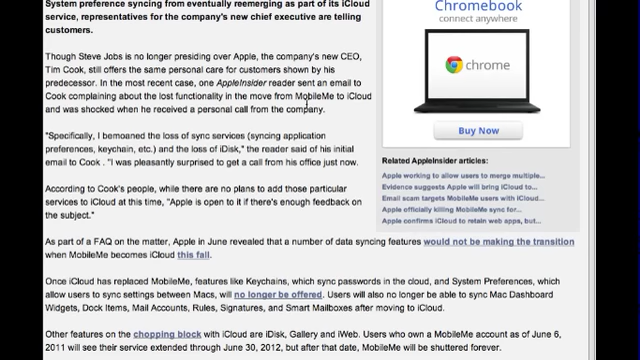 System preference syncing from eventually reemerging as part of its iCloud
service, representatives for the company's new chief executive are telling
customers.
Though Steve Jobs is no longer presiding over Apple, the company's new CEO,
Tim Cook, still offers the same personal care for customers shown by his
predecessor. In the most recent case, one AppleInsider reader sent an email to
Cook complaining about the lost functionality in the move from MobileMe to iCloud
and was shocked when he received a personal call from the company.
"Specifically, I bemoaned the loss of sync services (syncing application
preferences, keychain, etc.) and the loss of iDisk," the reader said of his initial
email to Cook . "I was pleasantly surprised to get a call from his office just now.
According to Cook's people, while there are no plans to add those particular
services to iCloud at this time, "Apple is open to it if there's enough feedback on
the subject."
As part of a FAQ on the matter, Apple in June revealed that a number of data syncing features would not be making the transition
when MobileMe becomes iCloud this fall.
Once iCloud has replaced MobileMe, features like Keychains, which sync passwords in the cloud, and System Preferences, which
allow users to sync settings between Macs, will no longer be offered. Users will also no longer be able to sync Mac Dashboard
Widgets, Dock Items, Mail Accounts, Rules, Signatures, and Smart Mailboxes after moving to iCloud.
Other features on the chopping block with iCloud are iDisk, Gallery and iWeb. Users who own a MobileMe account as of June 6,
2011 will see their service extended through June 30, 2012, but after that date, MobileMe will be shuttered forever.
Chromebook
connect anywhere
chrome
Buy Now
Related AppleInsider articles:
Apple working to allow users to merge multiple...
Evidence suggests Apple will bring iCloud to...
Email scam targets MobileMe users with iCloud...
Apple officially killing MobileMe sync for...
Apple confirms iCloud to retain web apps, but...